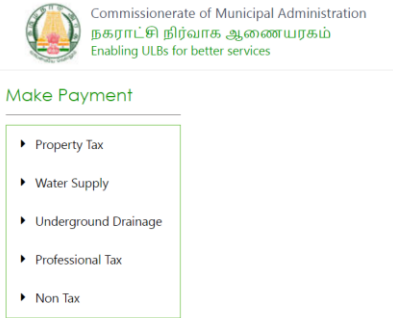 Commissionerate of Municipal Administration
நகராட்சி நிர்வாக ஆணையரகம்
Enabling ULBs for better services
Make Payment
Property Tax
Water Supply
Underground Drainage
Professional Tax
Non Tax